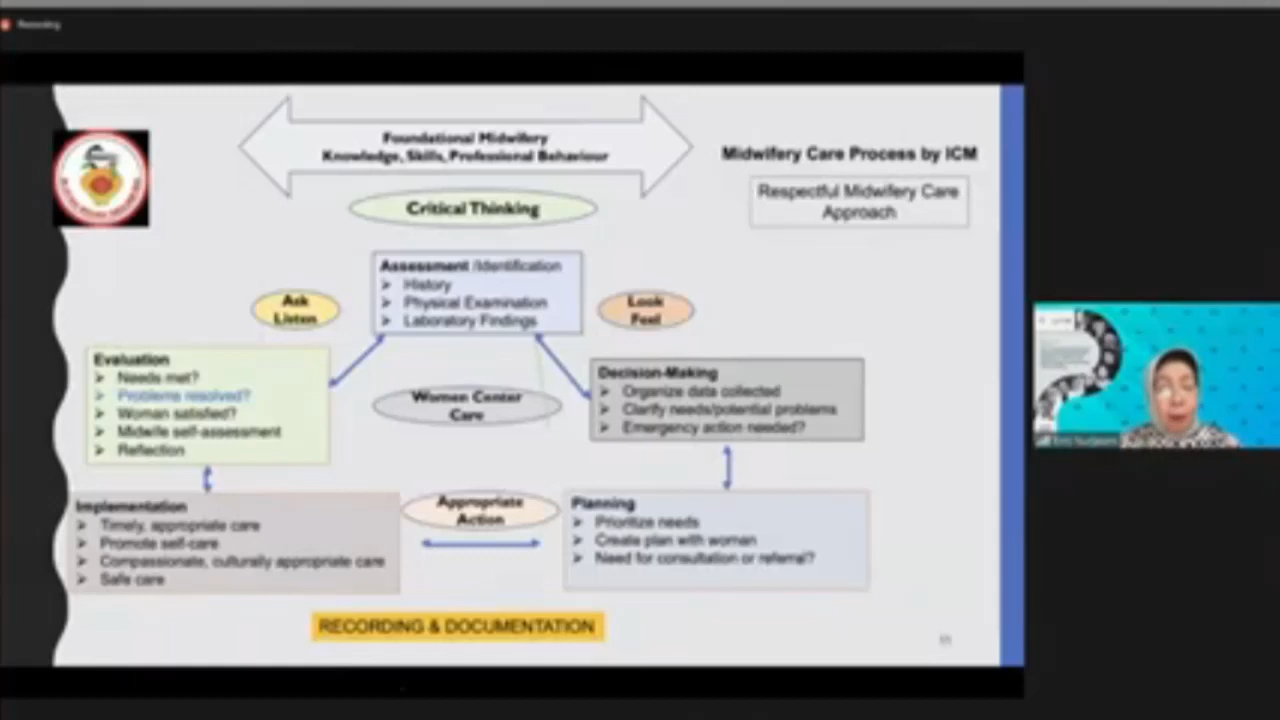 Recording
Foundational Midwifery
Knowledge, Skills, Professional Behaviour
Midwifery Care Process by ICM
Respectful Midwifery Care
Approach
Critical Thinking
Assessment /Identification
➢ History
➢ Physical Examination
➢ Laboratory Findings
Ask
Listen
Look
Feel
Evaluation
➢ Needs met?
➢ Problems resolved?
➢ Woman satisfied?
➢ Midwife self-assessment
➢ Reflection
Women Center
Care
Decision-Making
➢ Organize data collected
➢ Clarify needs/potential problems
➢ Emergency action needed?
Implementation
➢ Timely, appropriate care
➢ Promote self-care
➢ Compassionate, culturally appropriate care
➢ Safe care
Appropriate
Action
Planning
➢ Prioritize needs
➢ Create plan with woman
➢ Need for consultation or referral?
RECORDING & DOCUMENTATION